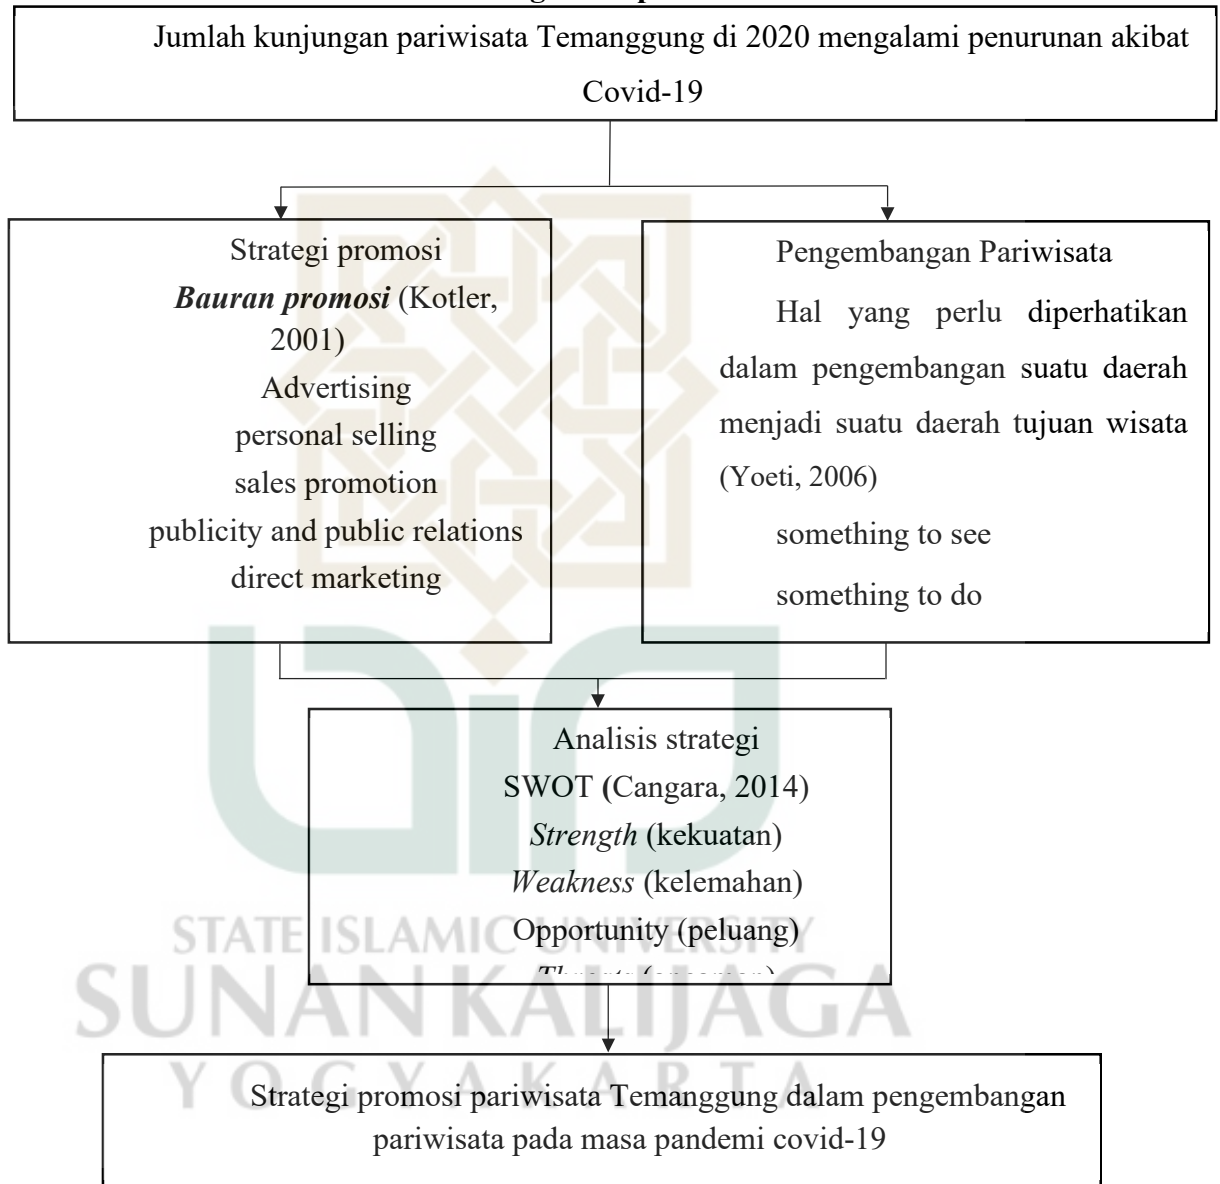 Jumlah kunjungan pariwisata Temanggung di 2020 mengalami penurunan akibat
Covid-19
Strategi promosi
Bauran promosi (Kotler,
2001)
Advertising
personal selling
sales promotion
publicity and public relations
direct marketing
Pengembangan Pariwisata
Hal yang perlu diperhatikan
dalam pengembangan suatu daerah
menjadi suatu daerah tujuan wisata
(Yoeti, 2006)
something to see
something to do
Analisis strategi
SWOT (Cangara, 2014)
Strength (kekuatan)
Weakness (kelemahan)
Opportunity (peluang)
STATE ISLAMIC UNIVERSITY
SUNAN KALIJAGA
YOGYAKARTA
Strategi promosi pariwisata Temanggung dalam pengembangan
pariwisata pada masa pandemi covid-19